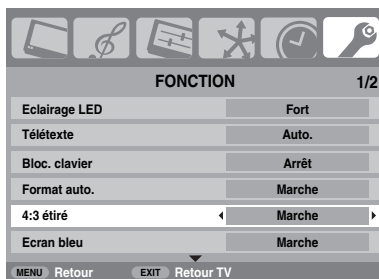 FONCTION 1/2
Eclairage LED Fort
Télétexte Auto.
Bloc. clavier Arrêt
Format auto. Marche
4:3 étiré Marche
Ecran bleu Marche
MENU Retour EXIT Retour TV